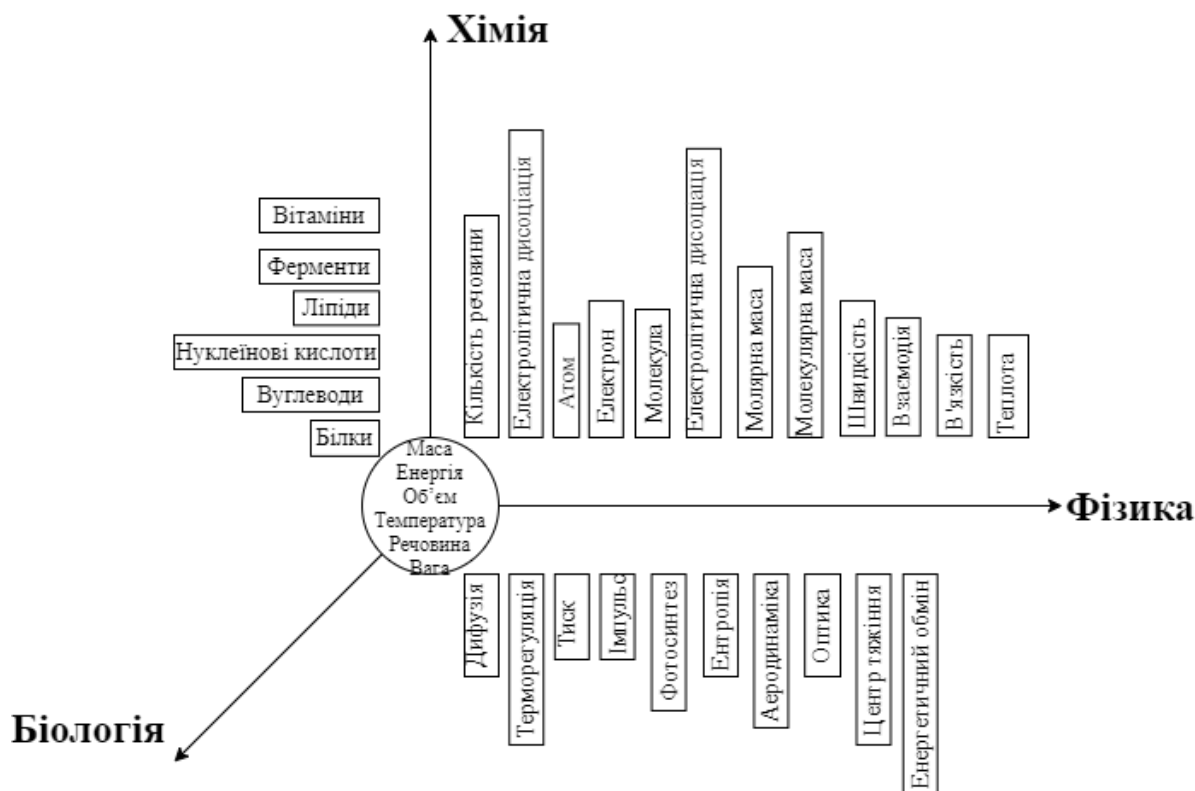 Хімія
Вітаміни
Ферменти
Ліпіди
Нуклеїнові кислоти
Вуглеводи
Білки
Кількість речовини
Електролітична дисоціація
Атом
Електрон
Молекула
Електролітична дисоціація
Молярна маса
Молекулярна маса
Швидкість
Взаємодія
В'язкість
Теплота
Маса
Енергія
Об’єм
Температура
Речовина
Вага
Фізика
Біологія
Дифузія
Терморегуляція
Тиск
Імпульс
Фотосинтез
Ентропія
Аеродинаміка
Оптика
Центр тяжіння
Енергетичний обмін